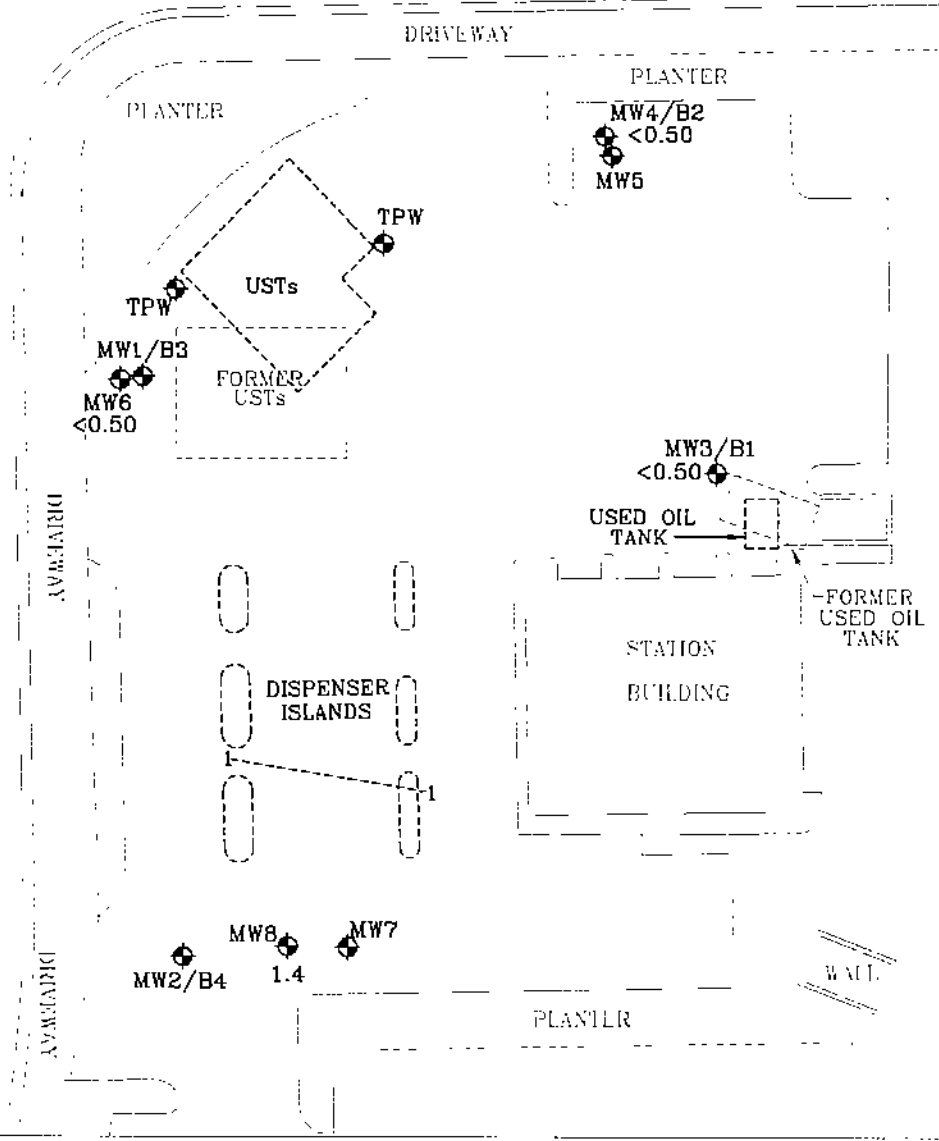 DRIVEWAY
PLANTER
PLANTER
MW4/B2
<0.50
MW5
TPW
USTs
TPW
MW1/B3
FORMER
USTs
MW6
<0.50
MW3/B1
<0.50
USED OIL
TANK
DRIVEWAY
FORMER
USED OIL
TANK
STATION
BUILDING
DISPENSER
ISLANDS
1
1
MW8
MW7
1.4
MW2/B4
DRIVEWAY
WALL
PLANTER